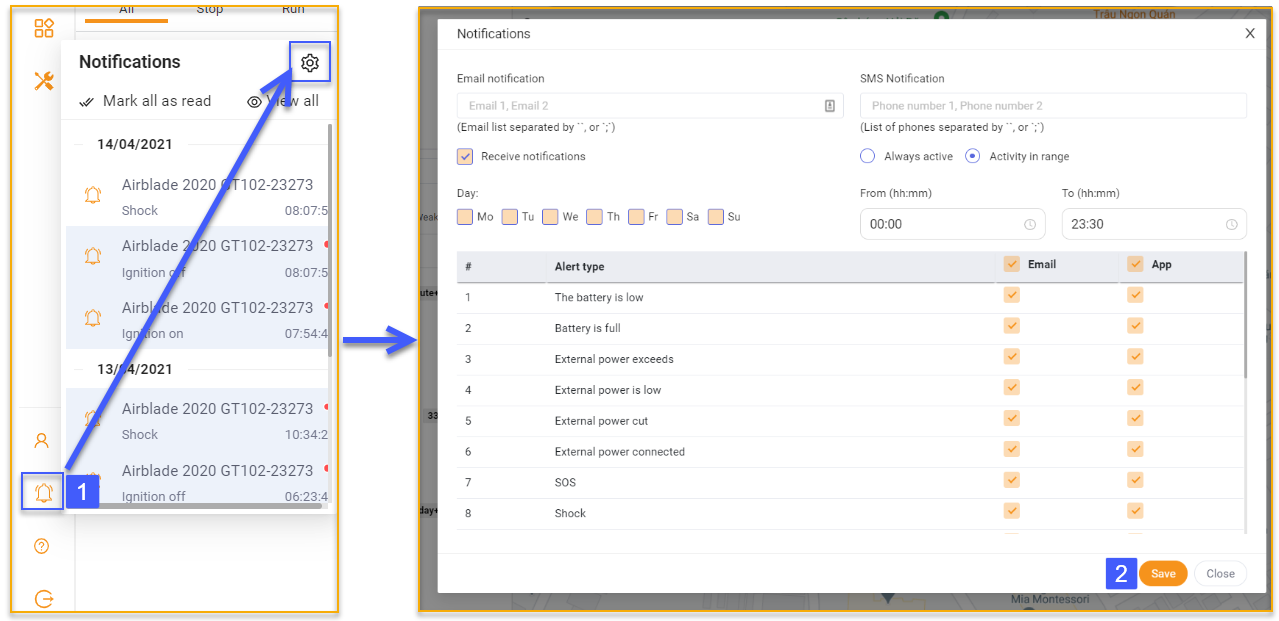 All
Stop
Run
Notifications
Mark all as read
View all
14/04/2021
Airblade 2020 GT102-23273
Shock
08:07:5
Airblade 2020 GT102-23273
Ignition off
08:07:5
Airblade 2020 GT102-23273
Ignition on
07:54:4
13/04/2021
Airblade 2020 GT102-23273
Shock
10:34:2
Airblade 2020 GT102-23273
Ignition off
06:23:4
1
Trâu Ngon Quán
Notifications
X
Email notification
Email 1, Email 2
(Email list separated by `,` or `;`)
Receive notifications
SMS Notification
Phone number 1, Phone number 2
(List of phones separated by `,` or `;`)
Always active
Activity in range
Day:
Mo Tu We Th Fr Sa Su
From (hh:mm)
00:00
To (hh:mm)
23:30
# Alert type Email App
1 The battery is low
2 Battery is full
3 External power exceeds
4 External power is low
5 External power cut
6 External power connected
7 SOS
8 Shock
33
day+
2
Save
Close
Mia Montessori